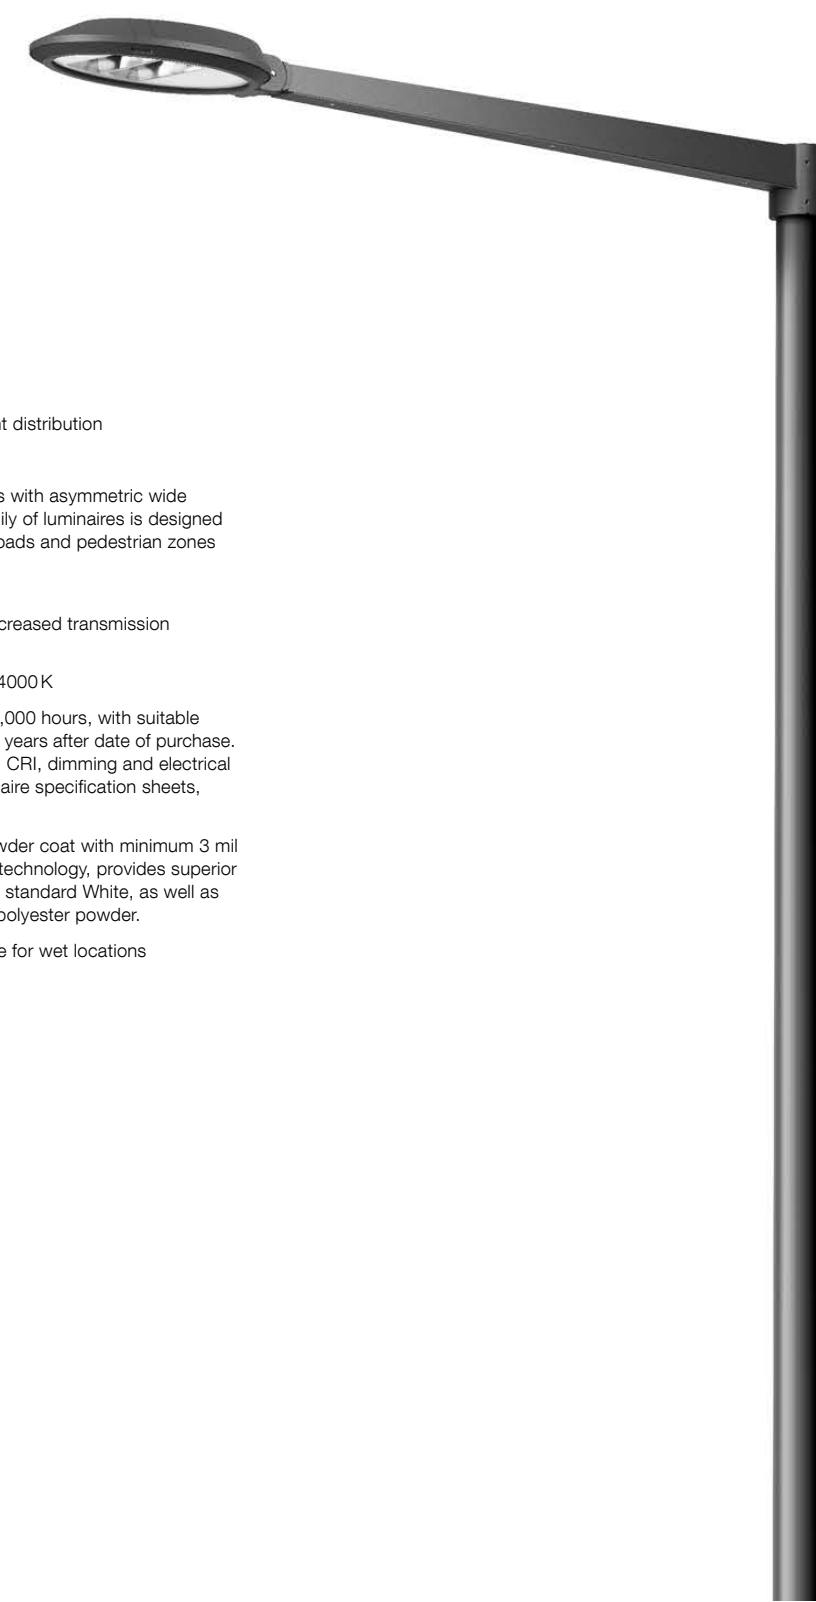 t distribution
s with asymmetric wide
ily of luminaires is designed
oads and pedestrian zones
creased transmission
4000 K
,000 hours, with suitable
years after date of purchase.
CRI, dimming and electrical
aire specification sheets,
wder coat with minimum 3 mil
technology, provides superior
standard White, as well as
polyester powder.
e for wet locations